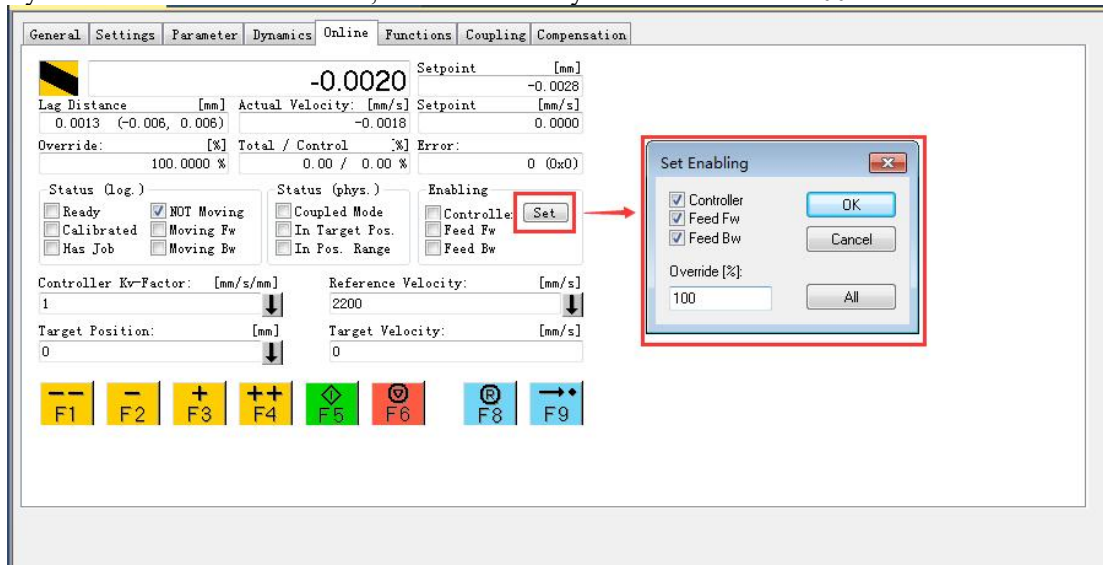 General Settings Parameter Dynamics Online Functions Coupling Compensation
-0.0020
Setpoint [mm]
-0.0028
Lag Distance [mm] Actual Velocity: [mm/s] Setpoint [mm/s]
0.0013 (-0.006, 0.006) -0.0018 0.0000
Override: [%] Total / Control [%] Error:
100.0000 % 0.00 / 0.00 % 0 (0x0)
Status (log.) Status (phys.) Enabling
Ready NOT Moving Coupled Mode Controlle: Set
Calibrated Moving Fw In Target Pos. Feed Fw
Has Job Moving Bw In Pos. Range Feed Bw
Controller Kv-Factor: [mm/s/mm] Reference Velocity: [mm/s]
1 2200
Target Position: [mm] Target Velocity: [mm/s]
0 0
-- - + ++ R
F1 F2 F3 F4 F5 F6 F8 F9
Set Enabling
Controller OK
Feed Fw
Feed Bw Cancel
Override [%]:
100 All